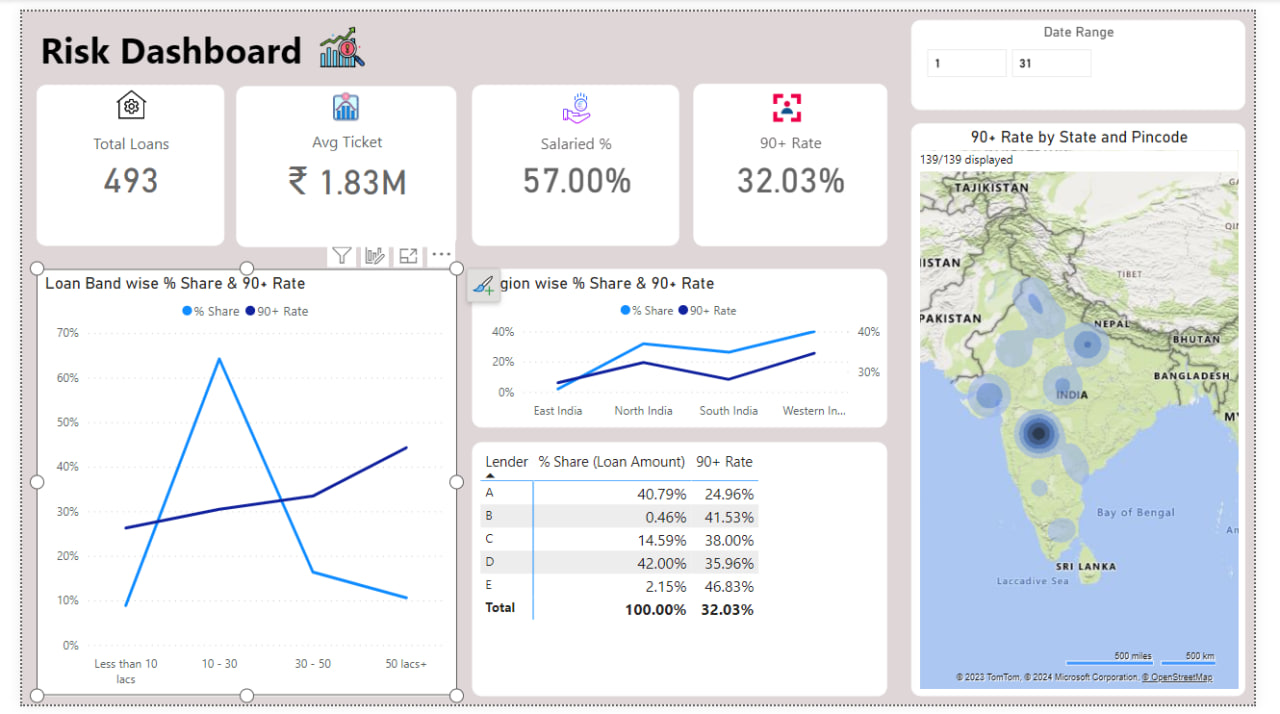 Risk Dashboard
Total Loans
493
Avg Ticket
₹ 1.83M
Salaried %
57.00%
90+ Rate
32.03%
Date Range
1 31
Loan Band wise % Share & 90+ Rate
% Share 90+ Rate
70%
60%
50%
40%
30%
20%
10%
0%
Less than 10 lacs
10 - 30
30 - 50
50 lacs+
gion wise % Share & 90+ Rate
% Share 90+ Rate
40% 40%
20%
30%
0%
East India North India South India Western In...
Lender % Share (Loan Amount) 90+ Rate
A 40.79% 24.96%
B 0.46% 41.53%
C 14.59% 38.00%
D 42.00% 35.96%
E 2.15% 46.83%
Total 100.00% 32.03%
90+ Rate by State and Pincode
139/139 displayed
TAJIKISTAN
GA
QI
ISTAN
TIBET
PAKISTAN
NEPAL
BHUTAN
BANGLADESH
INDIA
M
Bay of Bengal
An
SRI LANKA
Laccadive Sea
500 miles 500 km
© 2023 TomTom, © 2024 Microsoft Corporation, © OpenStreetMap